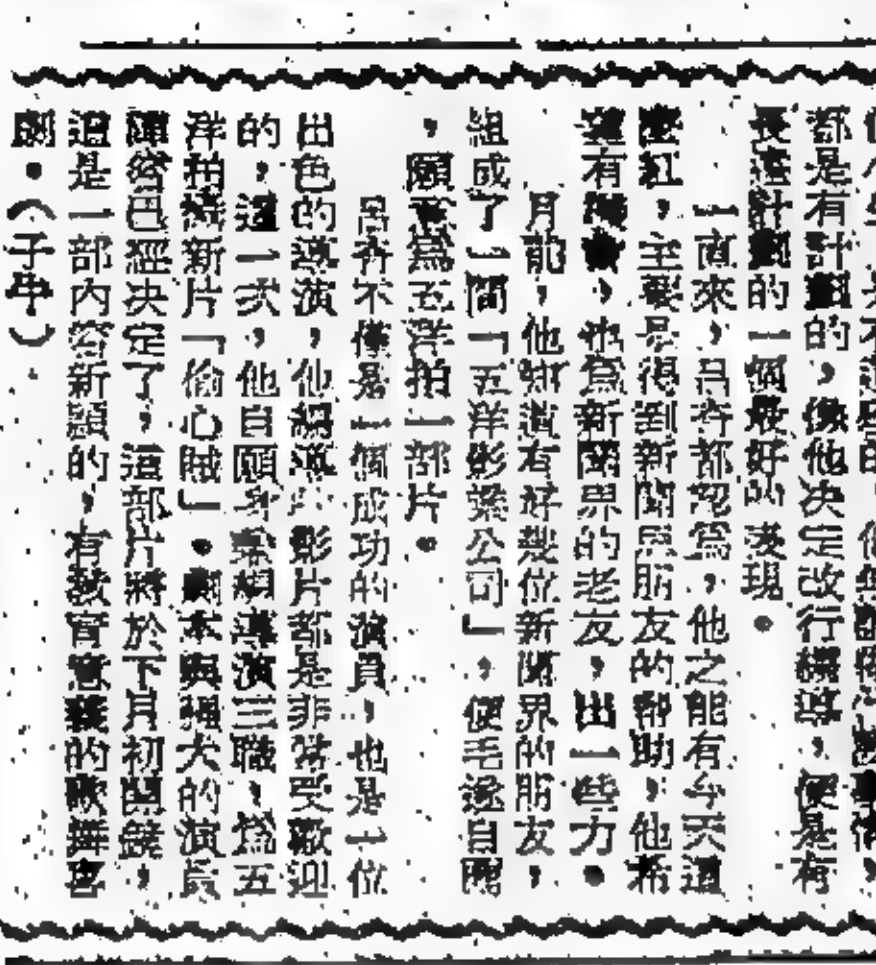 都是有計劃的，像他決定改行編導，便是有
長遠計劃的一個最好的表現。
一直來，呂奇都認爲，他之能有今天這
麼紅，主要是得到新聞界朋友的幇助，他希
望有機會，也爲新聞界的老友，出一些力。
月前，他知道有好幾位新聞界的朋友，
組成了一間「五洋影業公司」，便毛遂自薦
，願意爲五洋拍一部片。
呂奇不僅是一個成功的演員，也是一位
出色的導演，他編導的影片都是非常受歡迎
的，這一次，他自願身兼編導演三職，爲五
洋拍攝新片「偷心賊」。劇本與強大的演員
陣容已經決定了，這部片將於下月初開鏡，
這是一部內容新穎的，有敎育意義的歌舞喜
劇。（子牛）